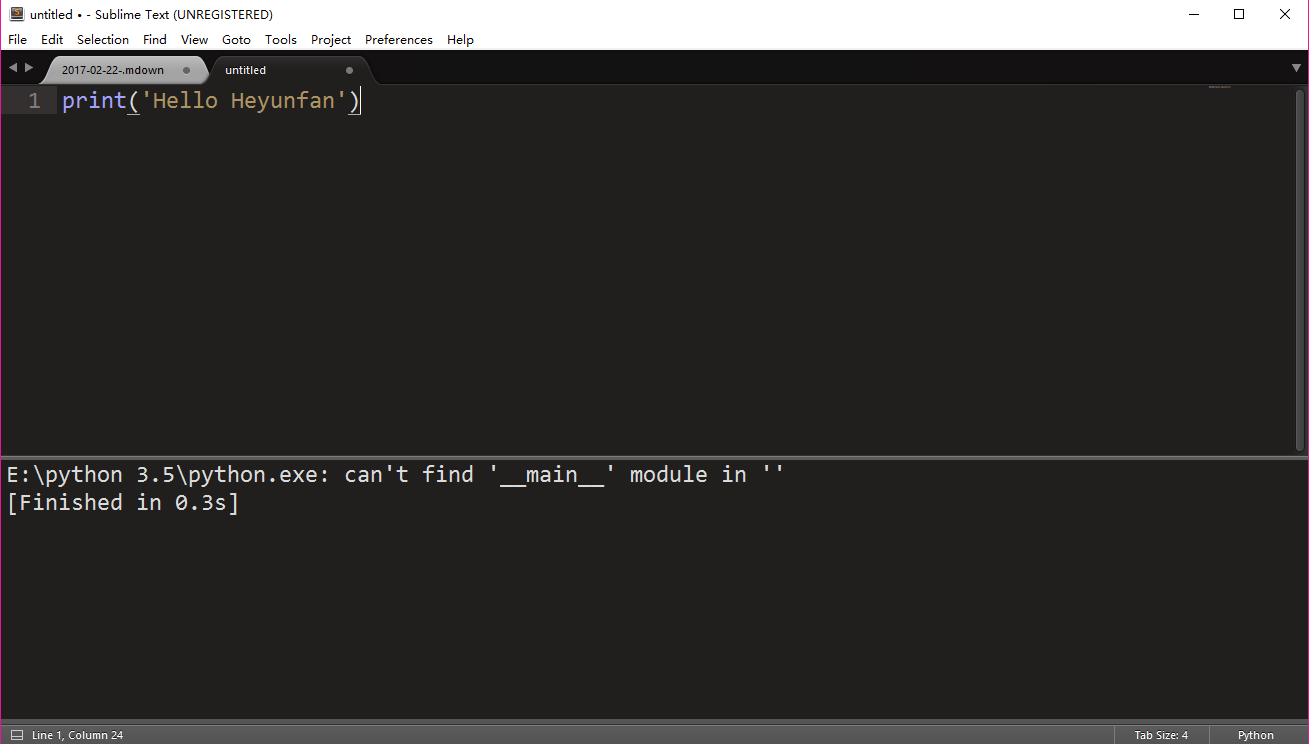 untitled • - Sublime Text (UNREGISTERED)
File Edit Selection Find View Goto Tools Project Preferences Help
2017-02-22-.mdown untitled
1 print('Hello Heyunfan')
E:\python 3.5\python.exe: can't find '__main__' module in ''
[Finished in 0.3s]
Line 1, Column 24 Tab Size: 4 Python